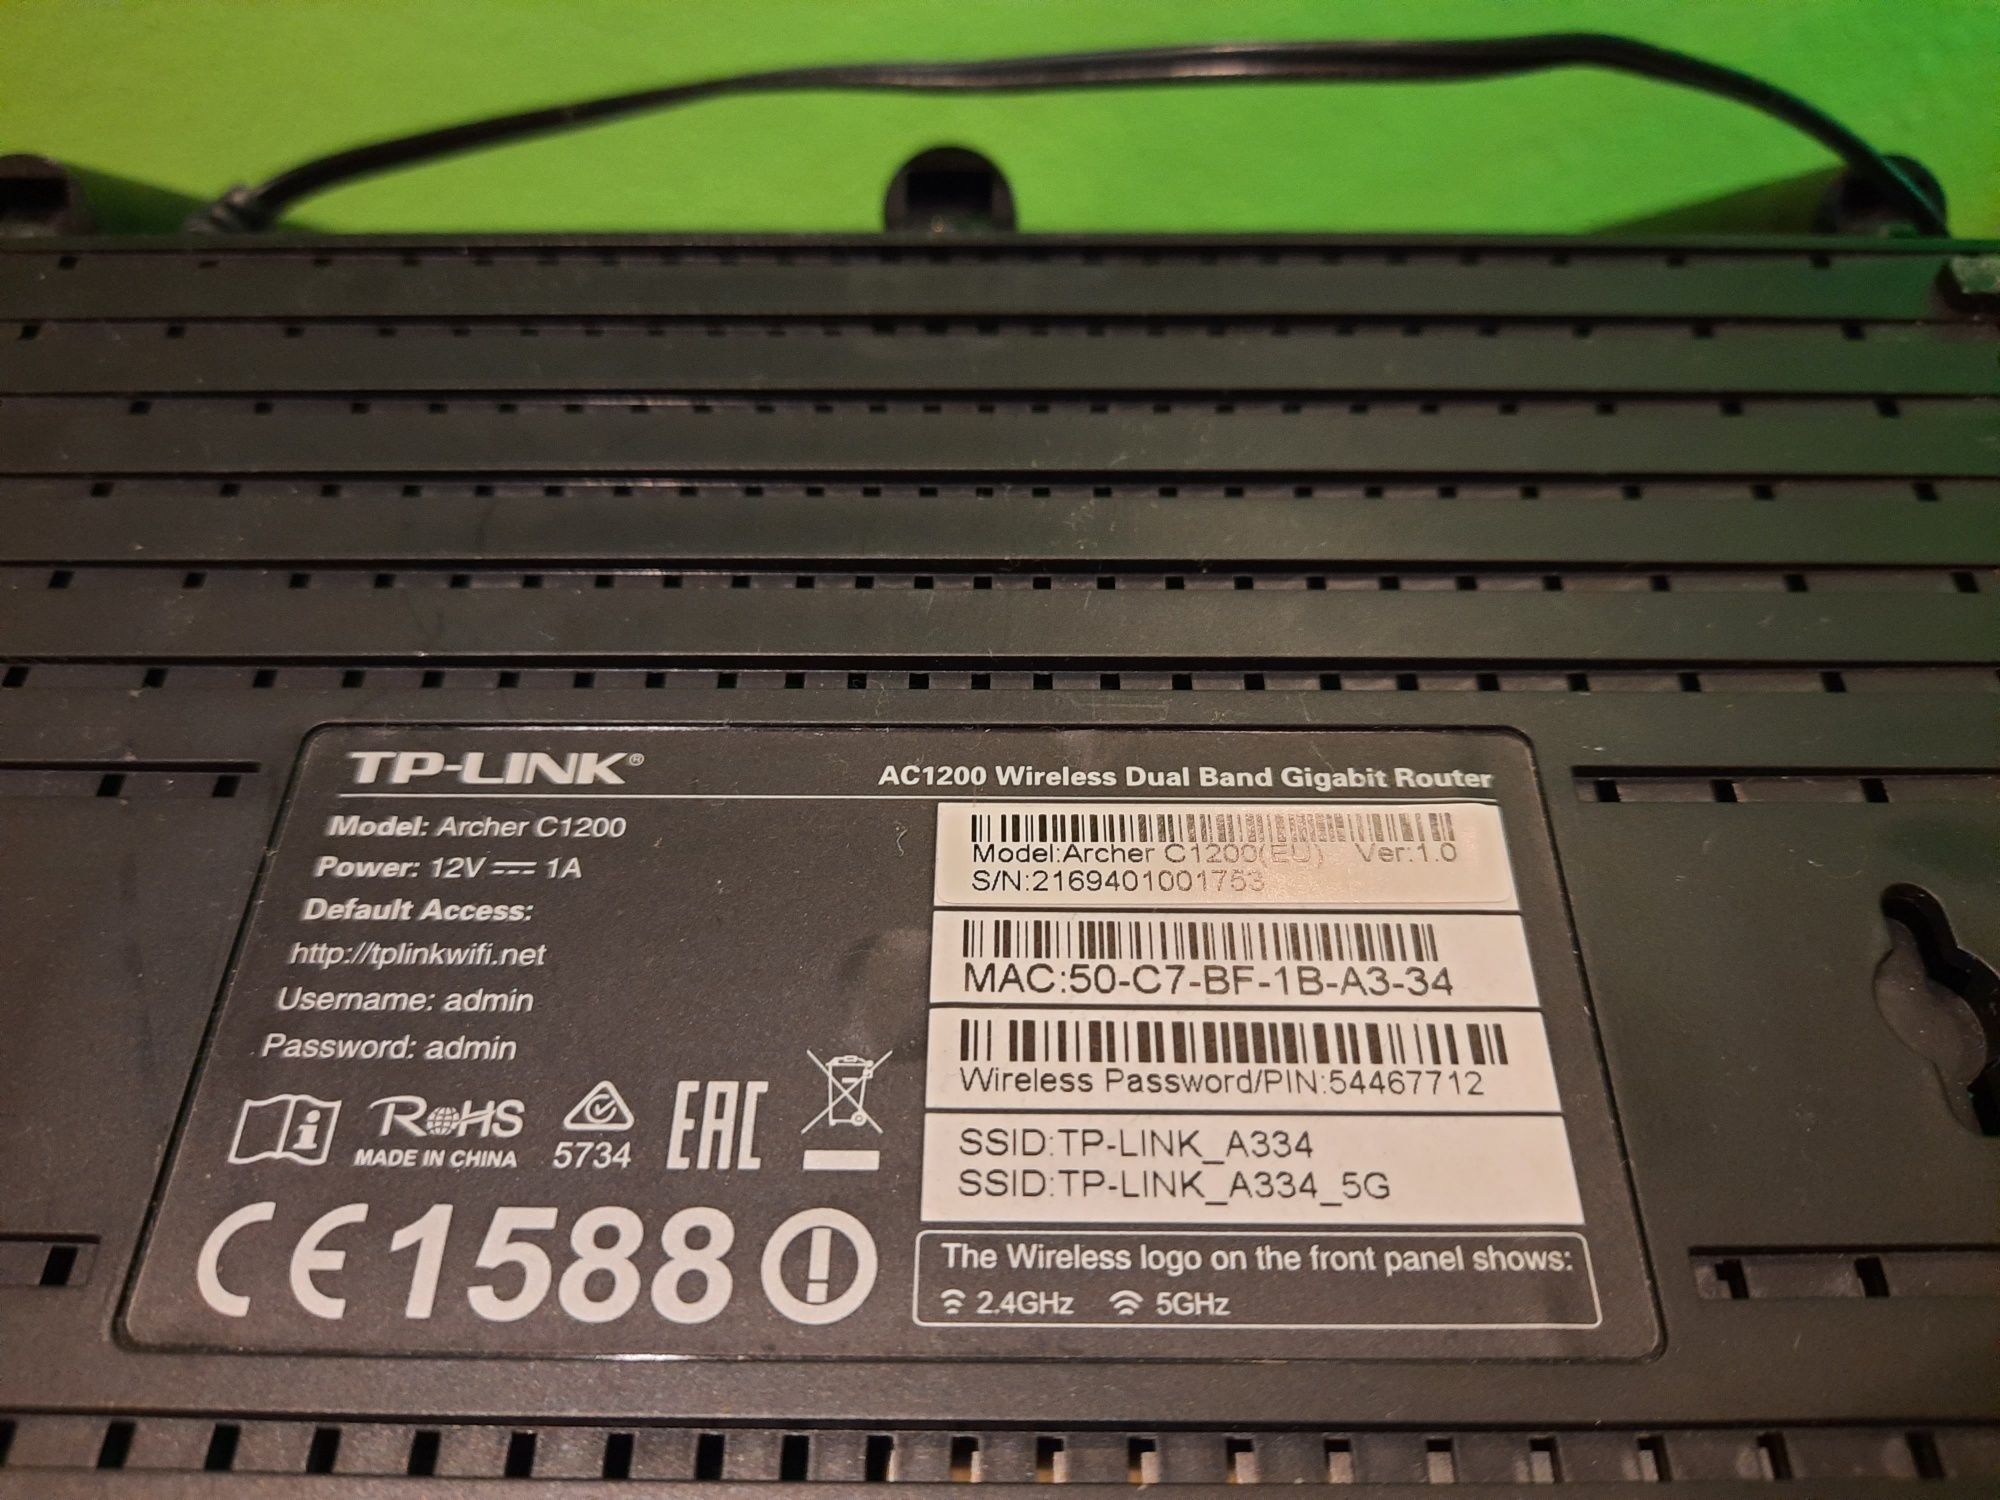 TP-LINK®
AC1200 Wireless Dual Band Gigabit Router
Model: Archer C1200
Power: 12V ⎓ 1A
Default Access:
http://tplinkwifi.net
Username: admin
Password: admin
RoHS
MADE IN CHINA
5734
EAC
CE1588
Model:Archer C1200(EU) Ver:1.0
S/N:2169401001753
MAC:50-C7-BF-1B-A3-34
Wireless Password/PIN:54467712
SSID:TP-LINK_A334
SSID:TP-LINK_A334_5G
The Wireless logo on the front panel shows:
2.4GHz 5GHz